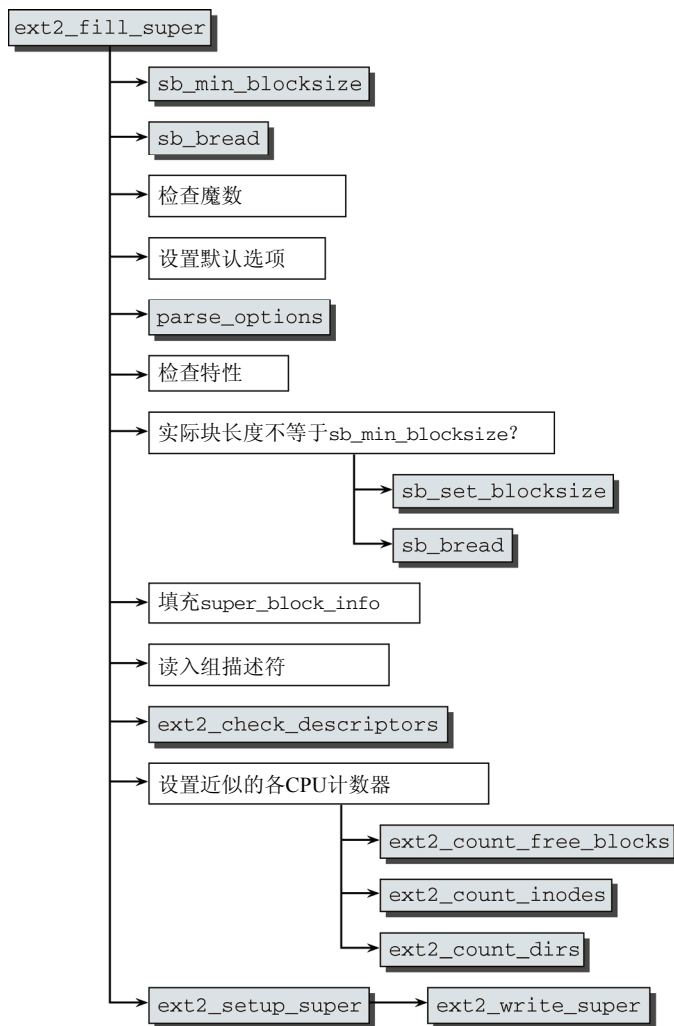 ext2_fill_super
sb_min_blocksize
sb_bread
检查魔数
设置默认选项
parse_options
检查特性
实际块长度不等于sb_min_blocksize？
sb_set_blocksize
sb_bread
填充super_block_info
读入组描述符
ext2_check_descriptors
设置近似的各CPU计数器
ext2_count_free_blocks
ext2_count_inodes
ext2_count_dirs
ext2_setup_super
ext2_write_super